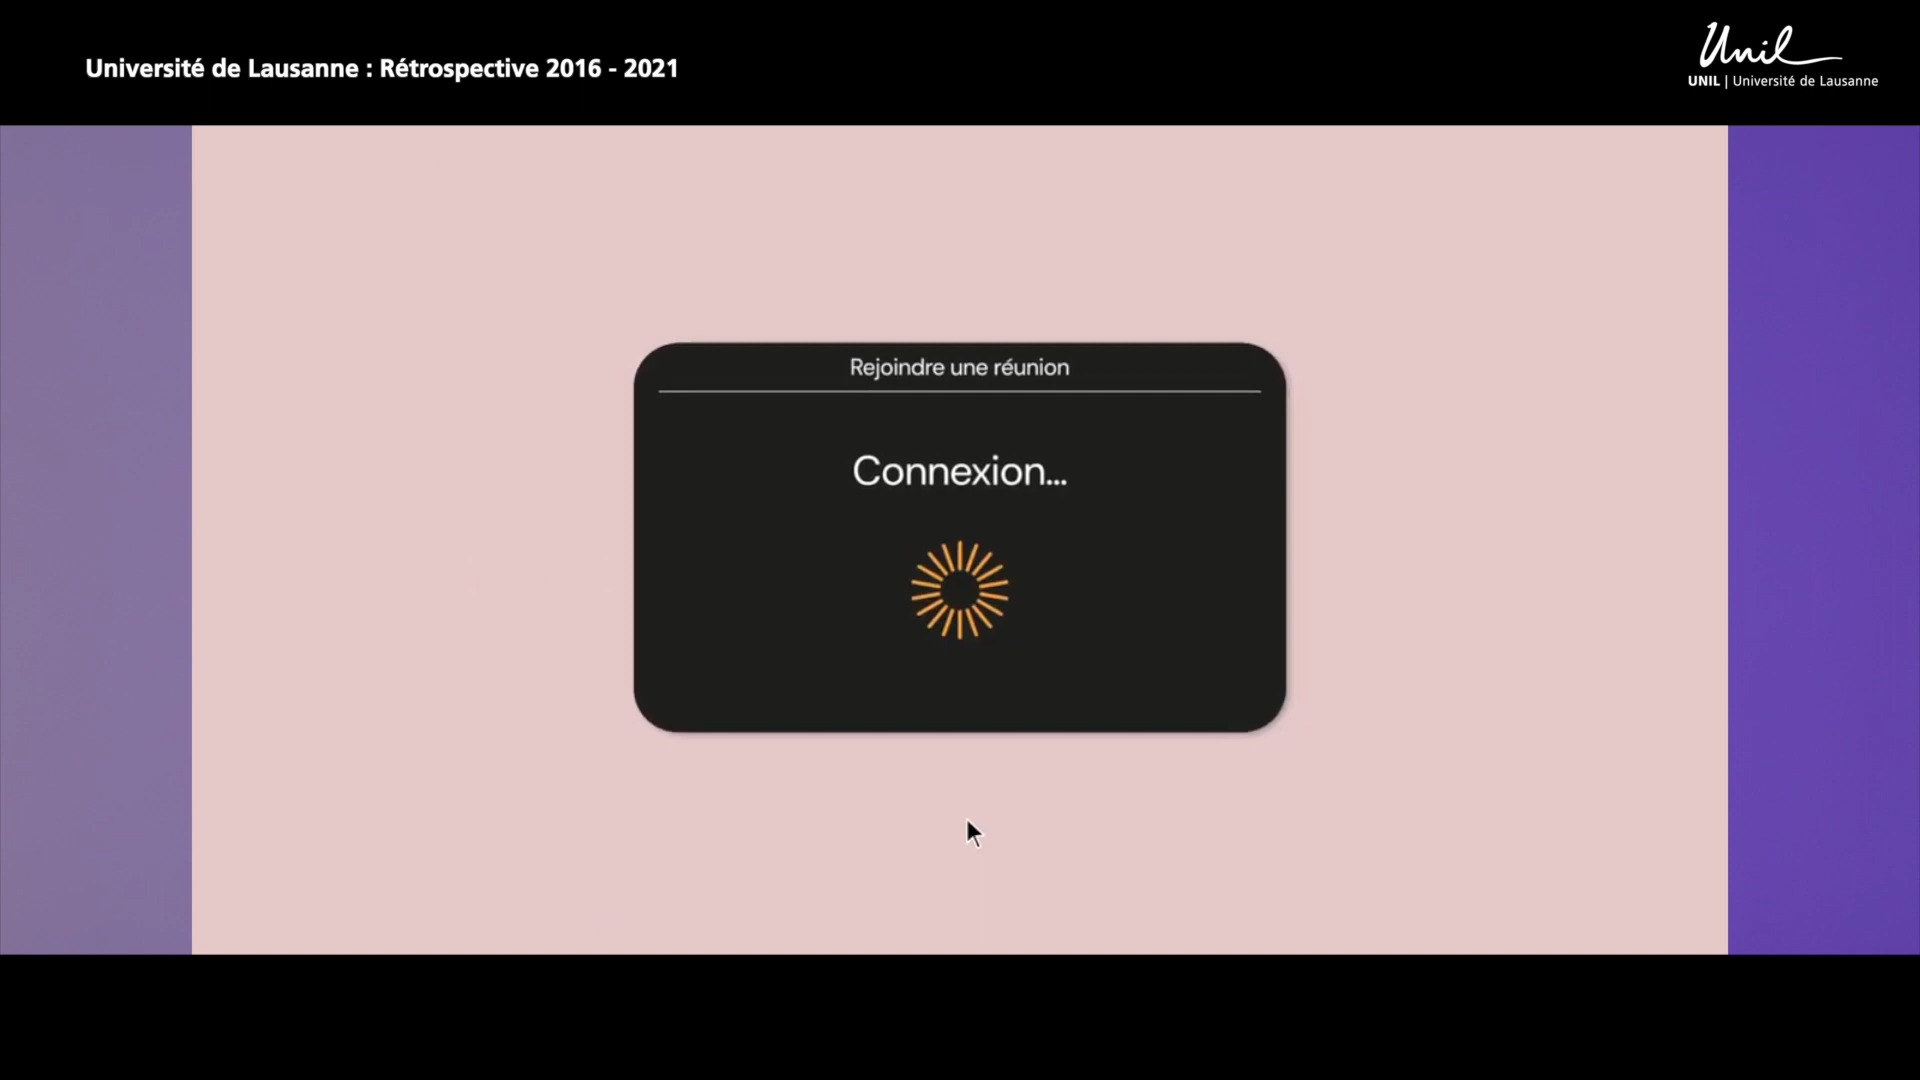 Université de Lausanne : Rétrospective 2016 - 2021
Unil
UNIL | Université de Lausanne
Rejoindre une réunion
Connexion...